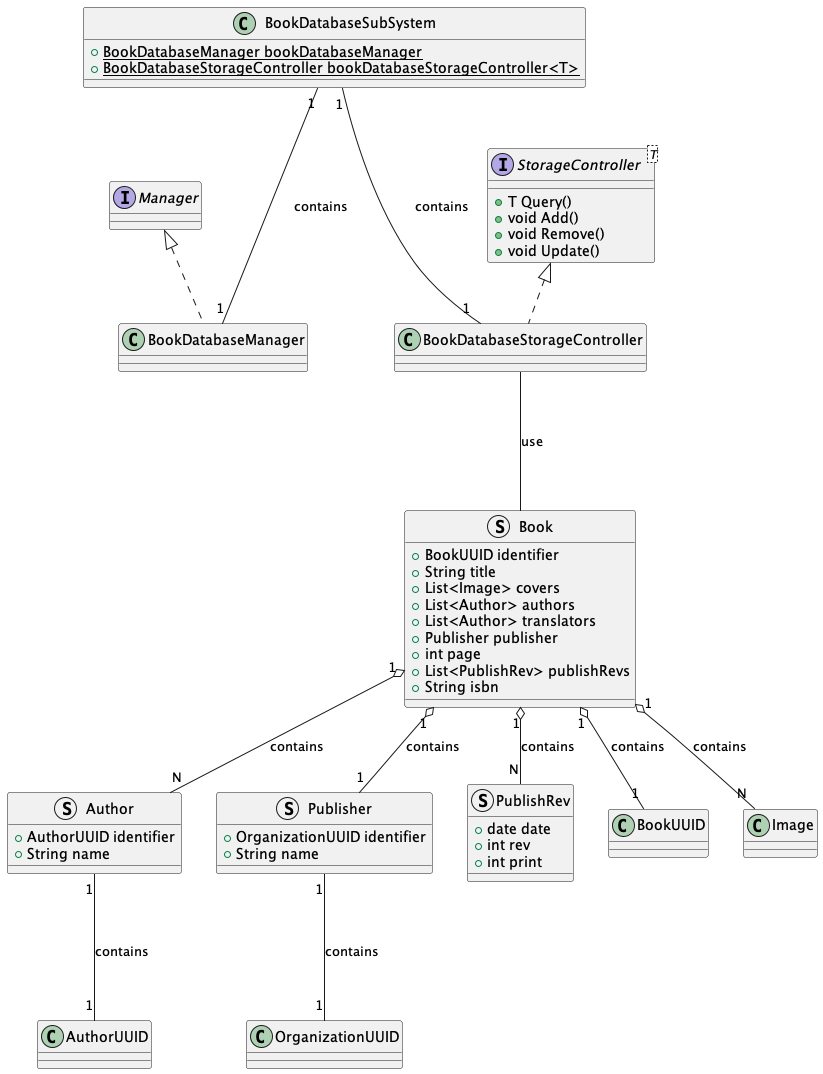 C BookDatabaseSubSystem
BookDatabaseManager bookDatabaseManager
BookDatabaseStorageController bookDatabaseStorageController<T>
1
1
I StorageController
T
T Query()
void Add()
void Remove()
void Update()
I Manager
contains
contains
1
1
C BookDatabaseManager
C BookDatabaseStorageController
use
S Book
BookUUID identifier
String title
List<Image> covers
List<Author> authors
List<Author> translators
Publisher publisher
int page
List<PublishRev> publishRevs
String isbn
1
1
1
1
1
contains
contains
contains
contains
contains
N
1
N
1
N
S Author
AuthorUUID identifier
String name
S Publisher
OrganizationUUID identifier
String name
S PublishRev
date date
int rev
int print
C BookUUID
C Image
1
1
contains
contains
1
1
C AuthorUUID
C OrganizationUUID